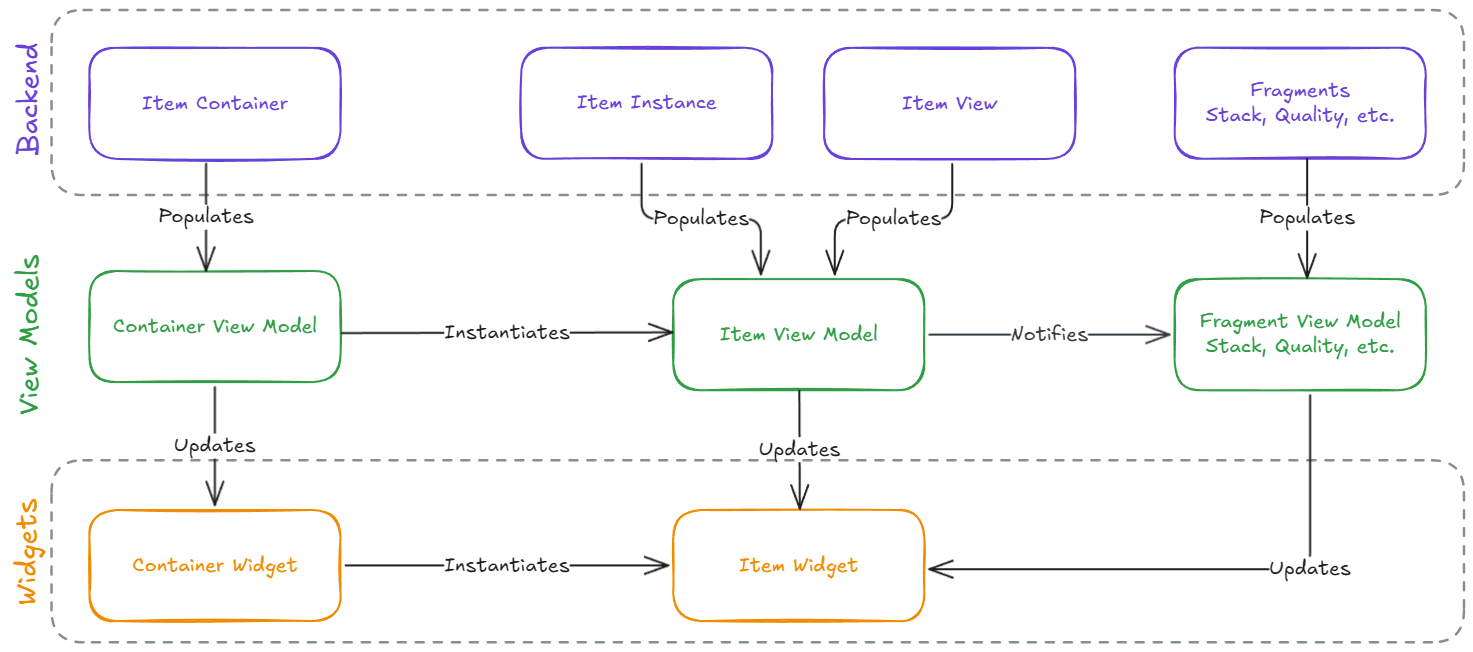 Backend
Item Container
Item Instance
Item View
Fragments
Stack, Quality, etc.
Populates
Populates
Populates
Populates
View Models
Container View Model
Instantiates
Item View Model
Notifies
Fragment View Model
Stack, Quality, etc.
Updates
Updates
Widgets
Container Widget
Instantiates
Item Widget
Updates